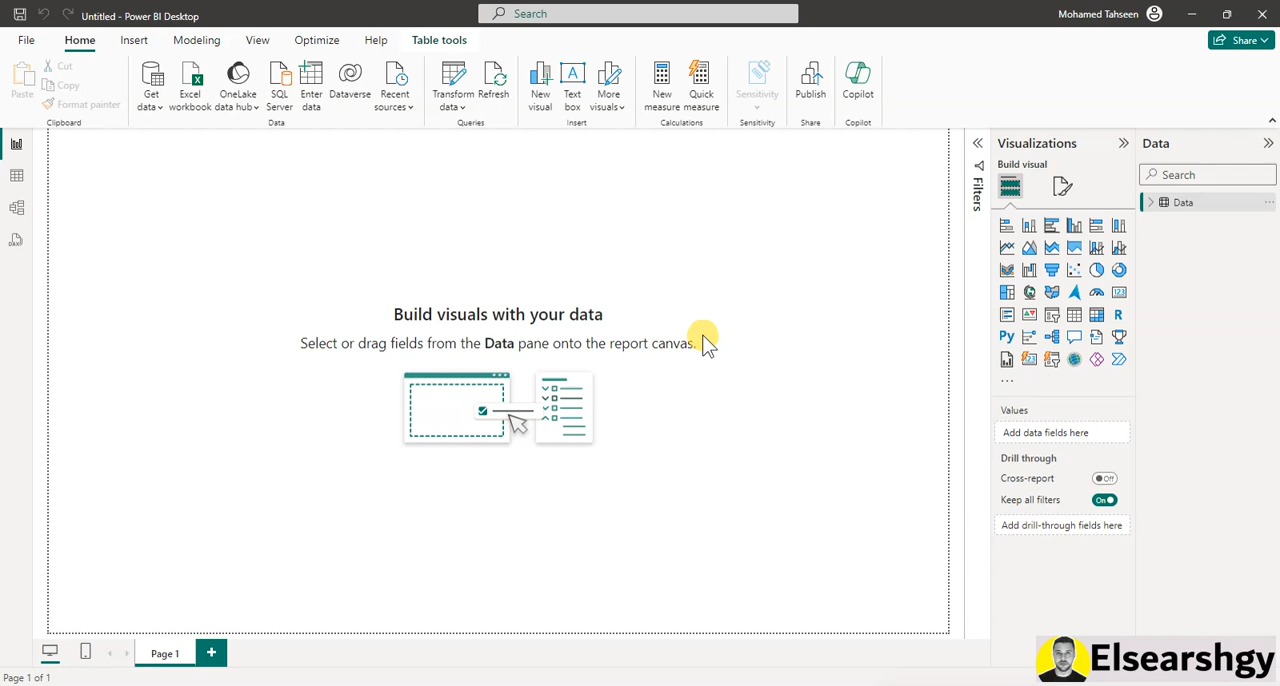 Untitled - Power BI Desktop
Search
Mohamed Tahseen
File Home Insert Modeling View Optimize Help Table tools
Share
Paste
Cut
Copy
Format painter
Clipboard
Get data
Excel workbook
OneLake data hub
SQL Server
Enter data
Dataverse
Recent sources
Data
Transform data
Refresh
Queries
New visual
Text box
More visuals
Insert
New measure
Quick measure
Calculations
Sensitivity
Sensitivity
Publish
Share
Copilot
Copilot
Build visuals with your data
Select or drag fields from the Data pane onto the report canvas.
Filters
Visualizations
Build visual
123
R
Py
123
Values
Add data fields here
Drill through
Cross-report Off
Keep all filters On
Add drill-through fields here
Data
Search
Data
Page 1
Page 1 of 1
Elsearshgy